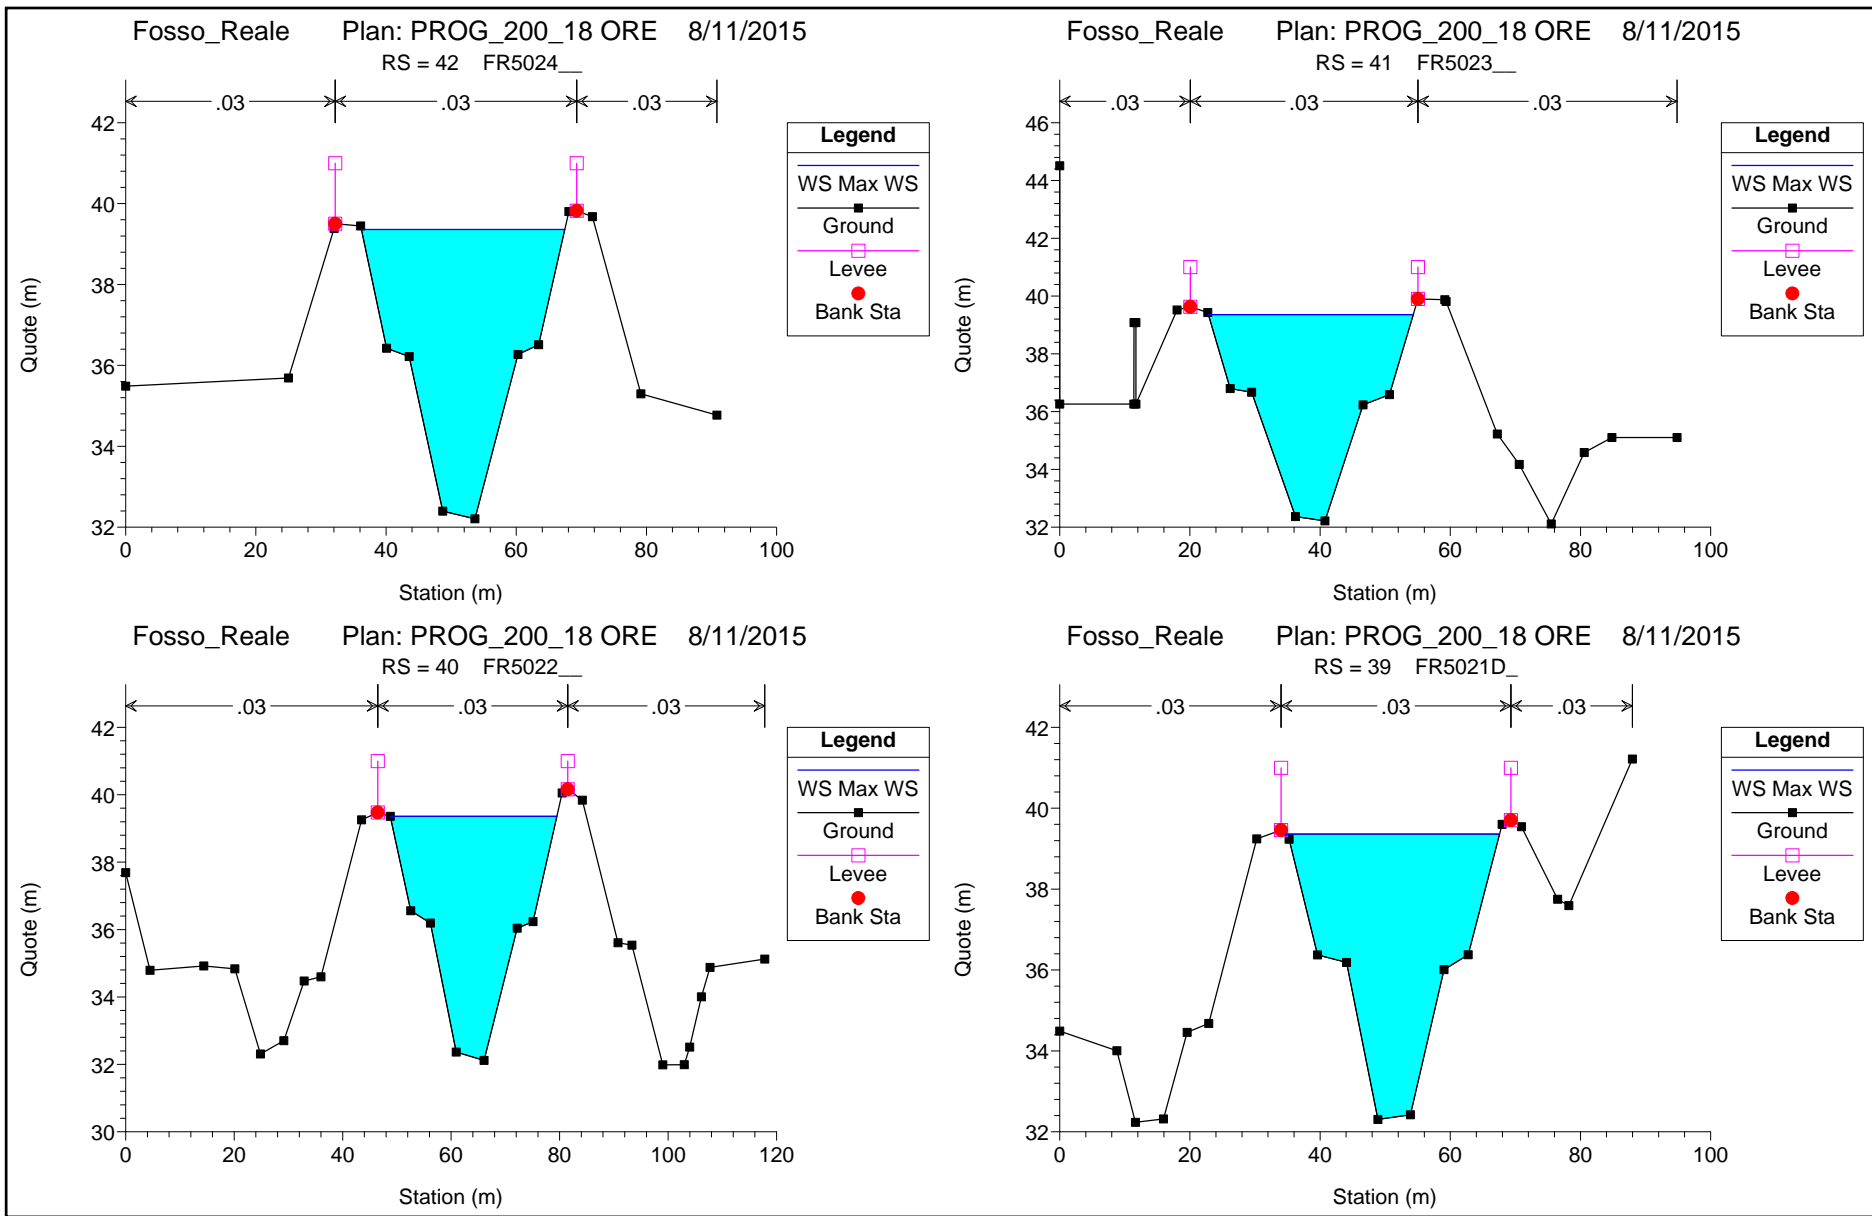 Fosso_Reale Plan: PROG_200_18 ORE 8/11/2015
RS = 42 FR5024__
.03 .03 .03
42
40
38
36
34
32
0 20 40 60 80 100
Station (m)
Quote (m)
Legend
WS Max WS
Ground
Levee
Bank Sta
Fosso_Reale Plan: PROG_200_18 ORE 8/11/2015
RS = 41 FR5023__
.03 .03 .03
46
44
42
40
38
36
34
32
0 20 40 60 80 100
Station (m)
Quote (m)
Legend
WS Max WS
Ground
Levee
Bank Sta
Fosso_Reale Plan: PROG_200_18 ORE 8/11/2015
RS = 40 FR5022__
.03 .03 .03
42
40
38
36
34
32
30
0 20 40 60 80 100 120
Station (m)
Quote (m)
Legend
WS Max WS
Ground
Levee
Bank Sta
Fosso_Reale Plan: PROG_200_18 ORE 8/11/2015
RS = 39 FR5021D_
.03 .03 .03
42
40
38
36
34
32
0 20 40 60 80 100
Station (m)
Quote (m)
Legend
WS Max WS
Ground
Levee
Bank Sta